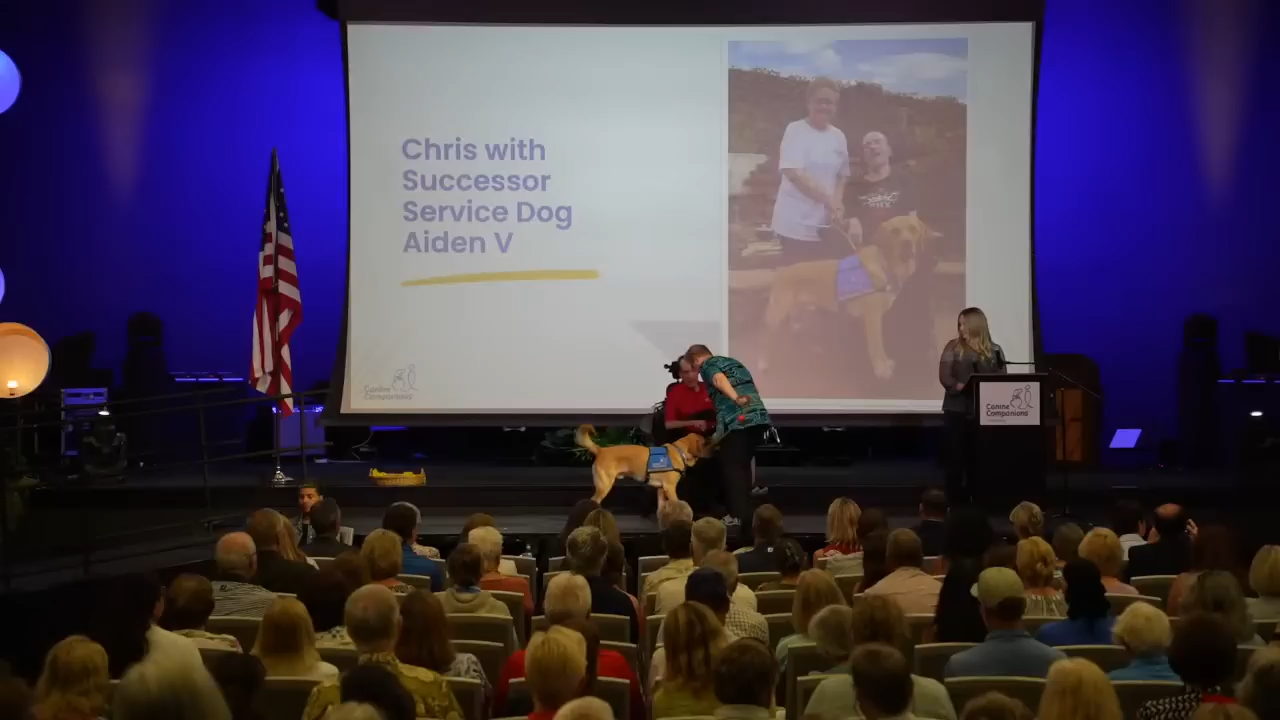 Chris with
Successor
Service Dog
Aiden V
Canine
Companions
Canine
Companions